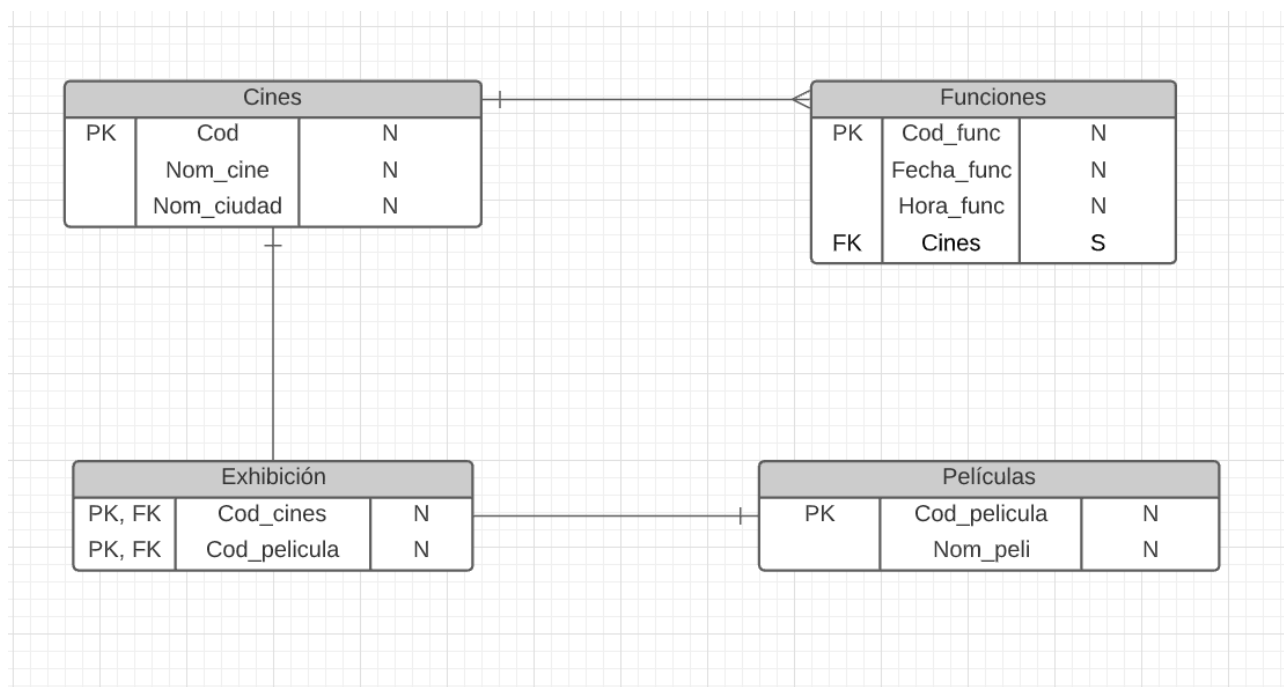 Cines
PK Cod N
Nom_cine N
Nom_ciudad N
Funciones
PK Cod_func N
Fecha_func N
Hora_func N
FK Cines S
Exhibición
PK, FK Cod_cines N
PK, FK Cod_pelicula N
Películas
PK Cod_pelicula N
Nom_peli N